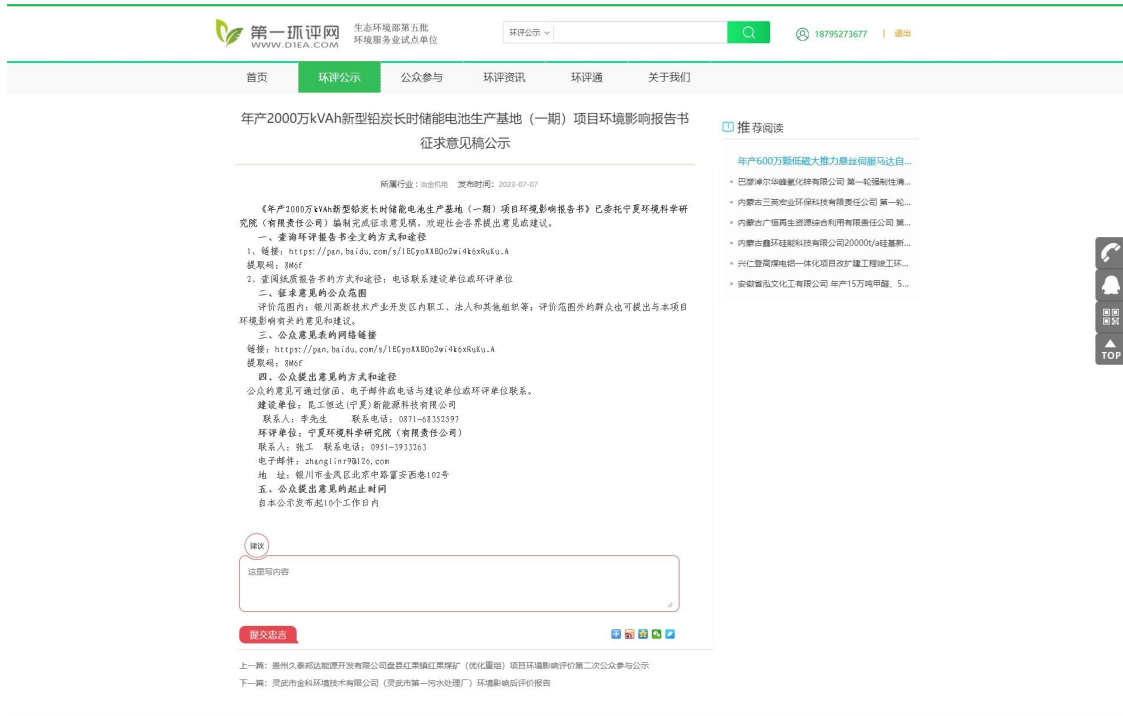 第一环评网
WWW.D1EA.COM
生态环境部第五批
环境服务业试点单位
环评公示
18795273677 | 退出
首页 环评公示 公众参与 环评资讯 环评通 关于我们
年产2000万kVAh新型铅炭长时储能电池生产基地（一期）项目环境影响报告书
征求意见稿公示
所属行业：冶金机电 发布时间：2023-07-07
《年产2000万kVAh新型铅炭长时储能电池生产基地（一期）项目环境影响报告书》已委托宁夏环境科学研
究院（有限责任公司）编制完成征求意见稿，欢迎社会各界提出意见或建议。
一、查询环评报告书全文的方式和途径
1、链接：https://pan.baidu.com/s/1EGyoXXBOo2wi4k6xRuKu_A
提取码：8M6f
2、查阅纸质报告书的方式和途径：电话联系建设单位或环评单位
二、征求意见的公众范围
评价范围内：银川高新技术产业开发区内职工、法人和其他组织等；评价范围外的群众也可提出与本项目
环境影响有关的意见和建议。
三、公众意见表的网络链接
链接：https://pan.baidu.com/s/1EGyoXXBOo2wi4k6xRuKu_A
提取码：8M6f
四、公众提出意见的方式和途径
公众的意见可通过信函、电子邮件或电话与建设单位或环评单位联系。
建设单位：昆工恒达(宁夏)新能源科技有限公司
联系人：李先生 联系电话：0871-68352597
环评单位：宁夏环境科学研究院（有限责任公司）
联系人：张工 联系电话：0951-3933263
电子邮件：zhanglinr9@126.com
地 址：银川市金凤区北京中路富安西巷102号
五、公众提出意见的起止时间
自本公示发布起10个工作日内
建议
这里写内容
提交忠言
上一篇：贵州久泰邦达能源开发有限公司盘县红果镇红果煤矿（优化重组）项目环境影响评价第二次公众参与公示
下一篇：灵武市金科环境技术有限公司（灵武市第一污水处理厂）环境影响后评价报告
推荐阅读
年产600万颗低磁大推力悬丝伺服马达自...
巴彦淖尔华峰氰化锌有限公司 第一轮强制性清...
内蒙古三英宏业环保科技有限责任公司 第一轮...
内蒙古广恒再生资源综合利用有限责任公司 第...
内蒙古鑫环硅能科技有限公司20000t/a硅基新...
兴仁登高煤电铝一体化项目改扩建工程竣工环...
安徽省泓文化工有限公司 年产15万吨甲醛、5...
TOP